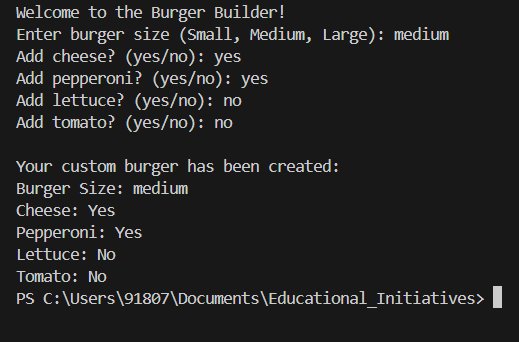 Welcome to the Burger Builder!
Enter burger size (Small, Medium, Large): medium
Add cheese? (yes/no): yes
Add pepperoni? (yes/no): yes
Add lettuce? (yes/no): no
Add tomato? (yes/no): no
Your custom burger has been created:
Burger Size: medium
Cheese: Yes
Pepperoni: Yes
Lettuce: No
Tomato: No
PS C:\Users\91807\Documents\Educational_Initiatives>